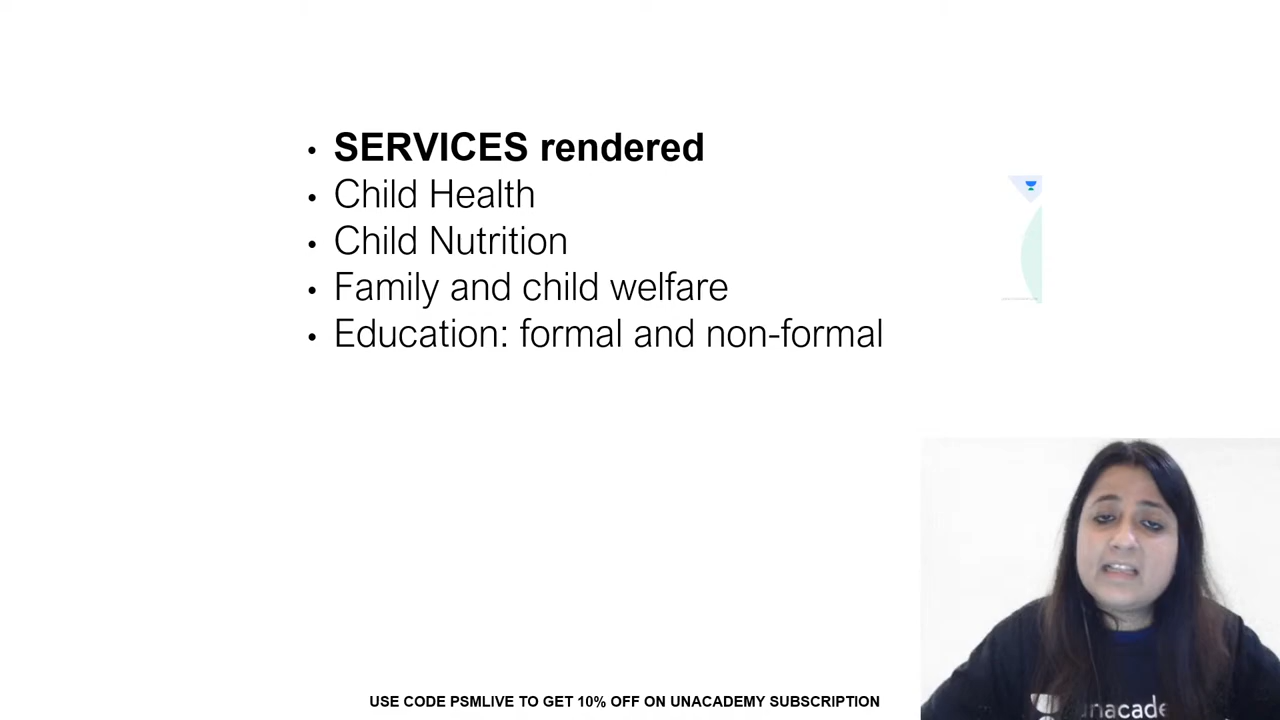 SERVICES rendered
Child Health
Child Nutrition
Family and child welfare
Education: formal and non-formal
USE CODE PSMLIVE TO GET 10% OFF ON UNACADEMY SUBSCRIPTION